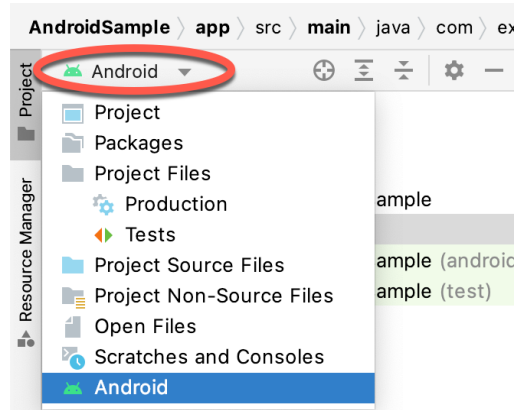 AndroidSample app src main java com ex
Android
Project
Project
Packages
Project Files
Production
ample
Tests
Resource Manager
Project Source Files
ample (android
Project Non-Source Files
ample (test)
Open Files
Scratches and Consoles
Android